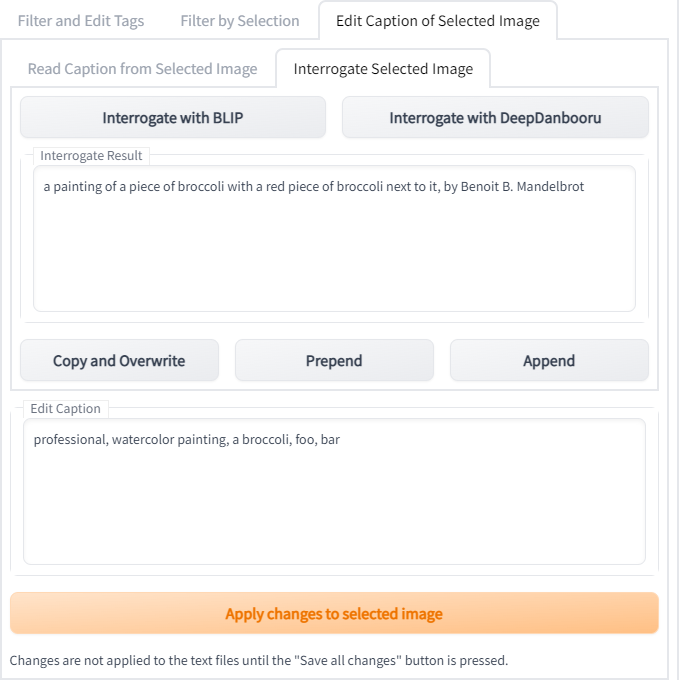 Filter and Edit Tags
Filter by Selection
Edit Caption of Selected Image
Read Caption from Selected Image
Interrogate Selected Image
Interrogate with BLIP
Interrogate with DeepDanbooru
Interrogate Result
a painting of a piece of broccoli with a red piece of broccoli next to it, by Benoit B. Mandelbrot
Copy and Overwrite
Prepend
Append
Edit Caption
professional, watercolor painting, a broccoli, foo, bar
Apply changes to selected image
Changes are not applied to the text files until the "Save all changes" button is pressed.